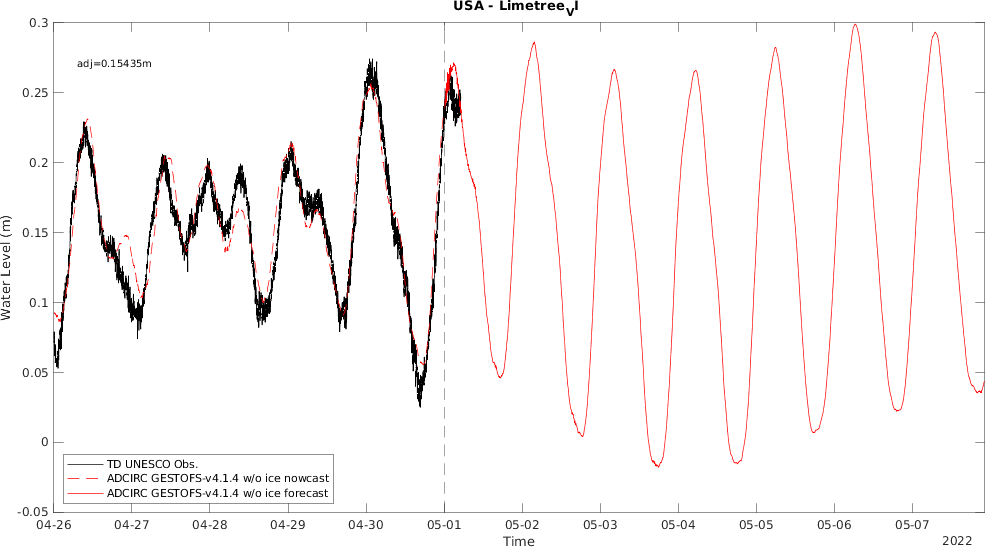 USA - Limetree_VI
0.3
0.25
0.2
0.15
0.1
0.05
0
-0.05
Water Level (m)
adj=0.15435m
TD UNESCO Obs.
ADCIRC GESTOFS-v4.1.4 w/o ice nowcast
ADCIRC GESTOFS-v4.1.4 w/o ice forecast
04-26 04-27 04-28 04-29 04-30 05-01 05-02 05-03 05-04 05-05 05-06 05-07
Time
2022